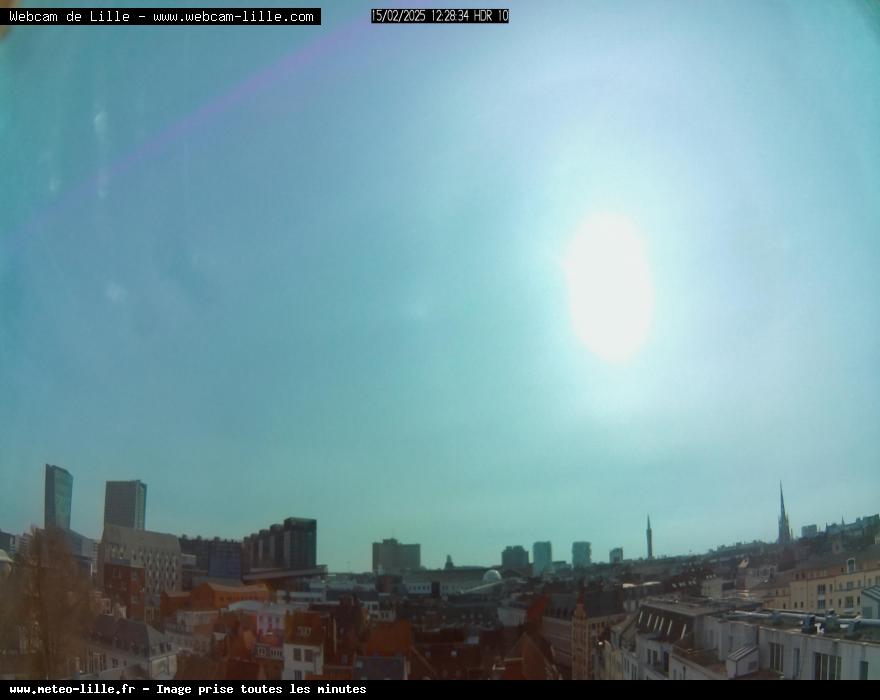 Webcam de Lille - www.webcam-lille.com
15/02/2025 12:28:34 HDR 10
www.meteo-lille.fr - Image prise toutes les minutes